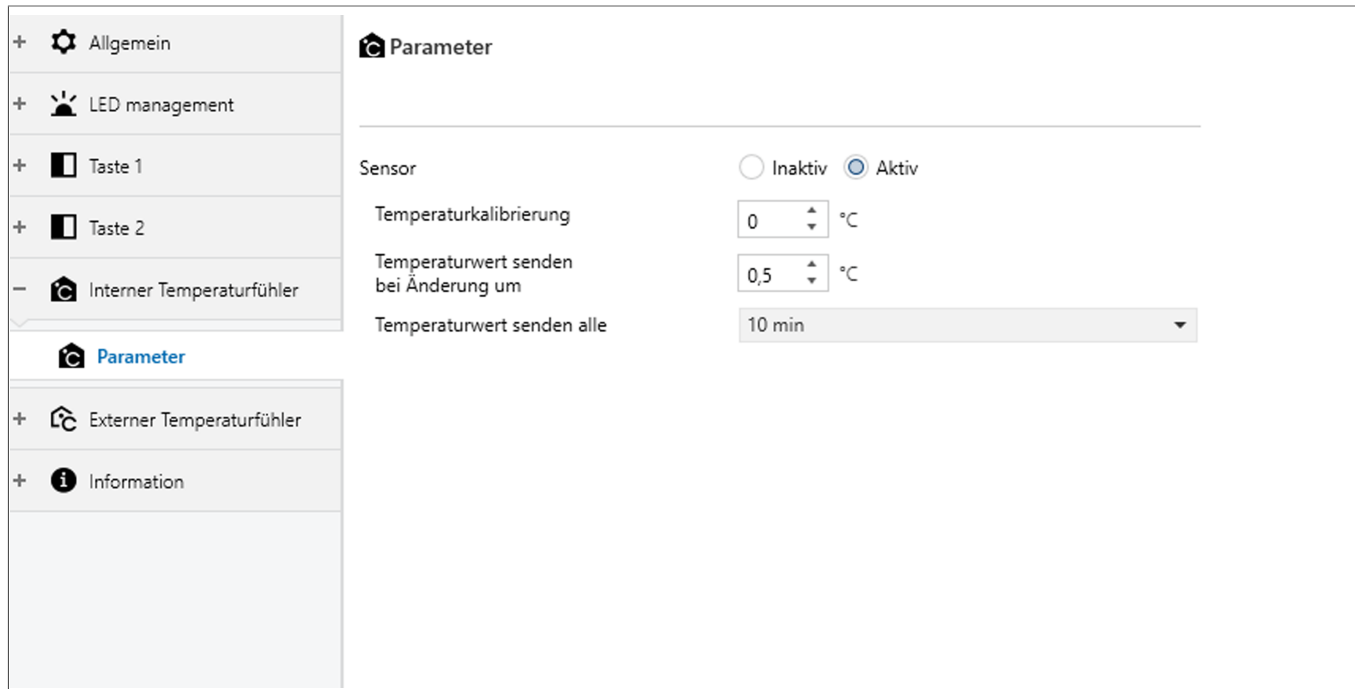 Allgemein
LED management
Taste 1
Taste 2
Interner Temperaturfühler
Parameter
Externer Temperaturfühler
Information
Parameter
Sensor
Inaktiv Aktiv
Temperaturkalibrierung
0 °C
Temperaturwert senden
bei Änderung um
0,5 °C
Temperaturwert senden alle
10 min